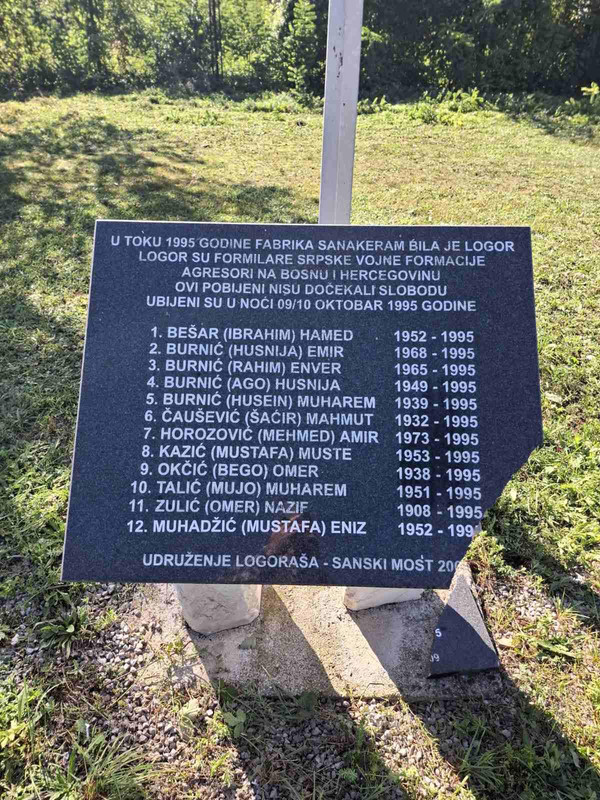 U TOKU 1995 GODINE FABRIKA SANAKERAM BILA JE LOGOR
LOGOR SU FORMILARE SRPSKE VOJNE FORMACIJE
AGRESORI NA BOSNU I HERCEGOVINU
OVI POBIJENI NISU DOČEKALI SLOBODU
UBIJENI SU U NOĆI 09/10 OKTOBAR 1995 GODINE
1. BEŠAR (IBRAHIM) HAMED 1952 - 1995
2. BURNIĆ (HUSNIJA) EMIR 1968 - 1995
3. BURNIĆ (RAHIM) ENVER 1965 - 1995
4. BURNIĆ (AGO) HUSNIJA 1949 - 1995
5. BURNIĆ (HUSEIN) MUHAREM 1939 - 1995
6. ČAUŠEVIĆ (ŠAĆIR) MAHMUT 1932 - 1995
7. HOROZOVIĆ (MEHMED) AMIR 1973 - 1995
8. KAZIĆ (MUSTAFA) MUSTE 1953 - 1995
9. OKČIĆ (BEGO) OMER 1938 - 1995
10. TALIĆ (MUJO) MUHAREM 1951 - 1995
11. ZULIĆ (OMER) NAZIF 1908 - 1995
12. MUHADŽIĆ (MUSTAFA) ENIZ 1952 - 199
UDRUŽENJE LOGORAŠA - SANSKI MOST 20
5
09